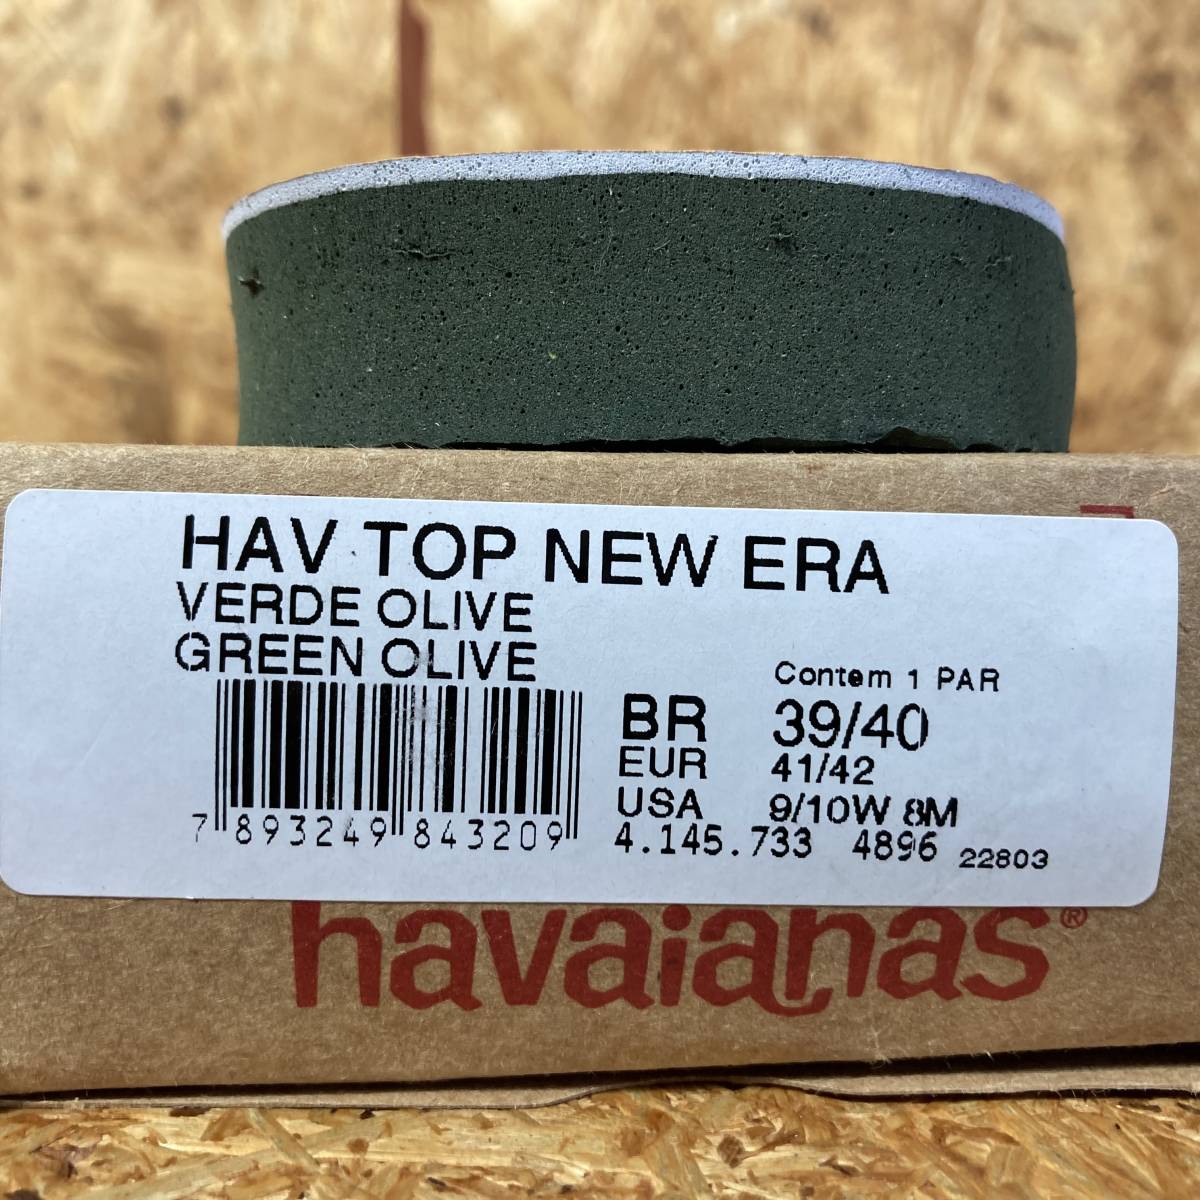 HAV TOP NEW ERA
VERDE OLIVE
GREEN OLIVE
Contem 1 PAR
BR 39/40
EUR 41/42
USA 9/10W 8M
7 893249 843209
4.145.733 4896 22803
havaianas®